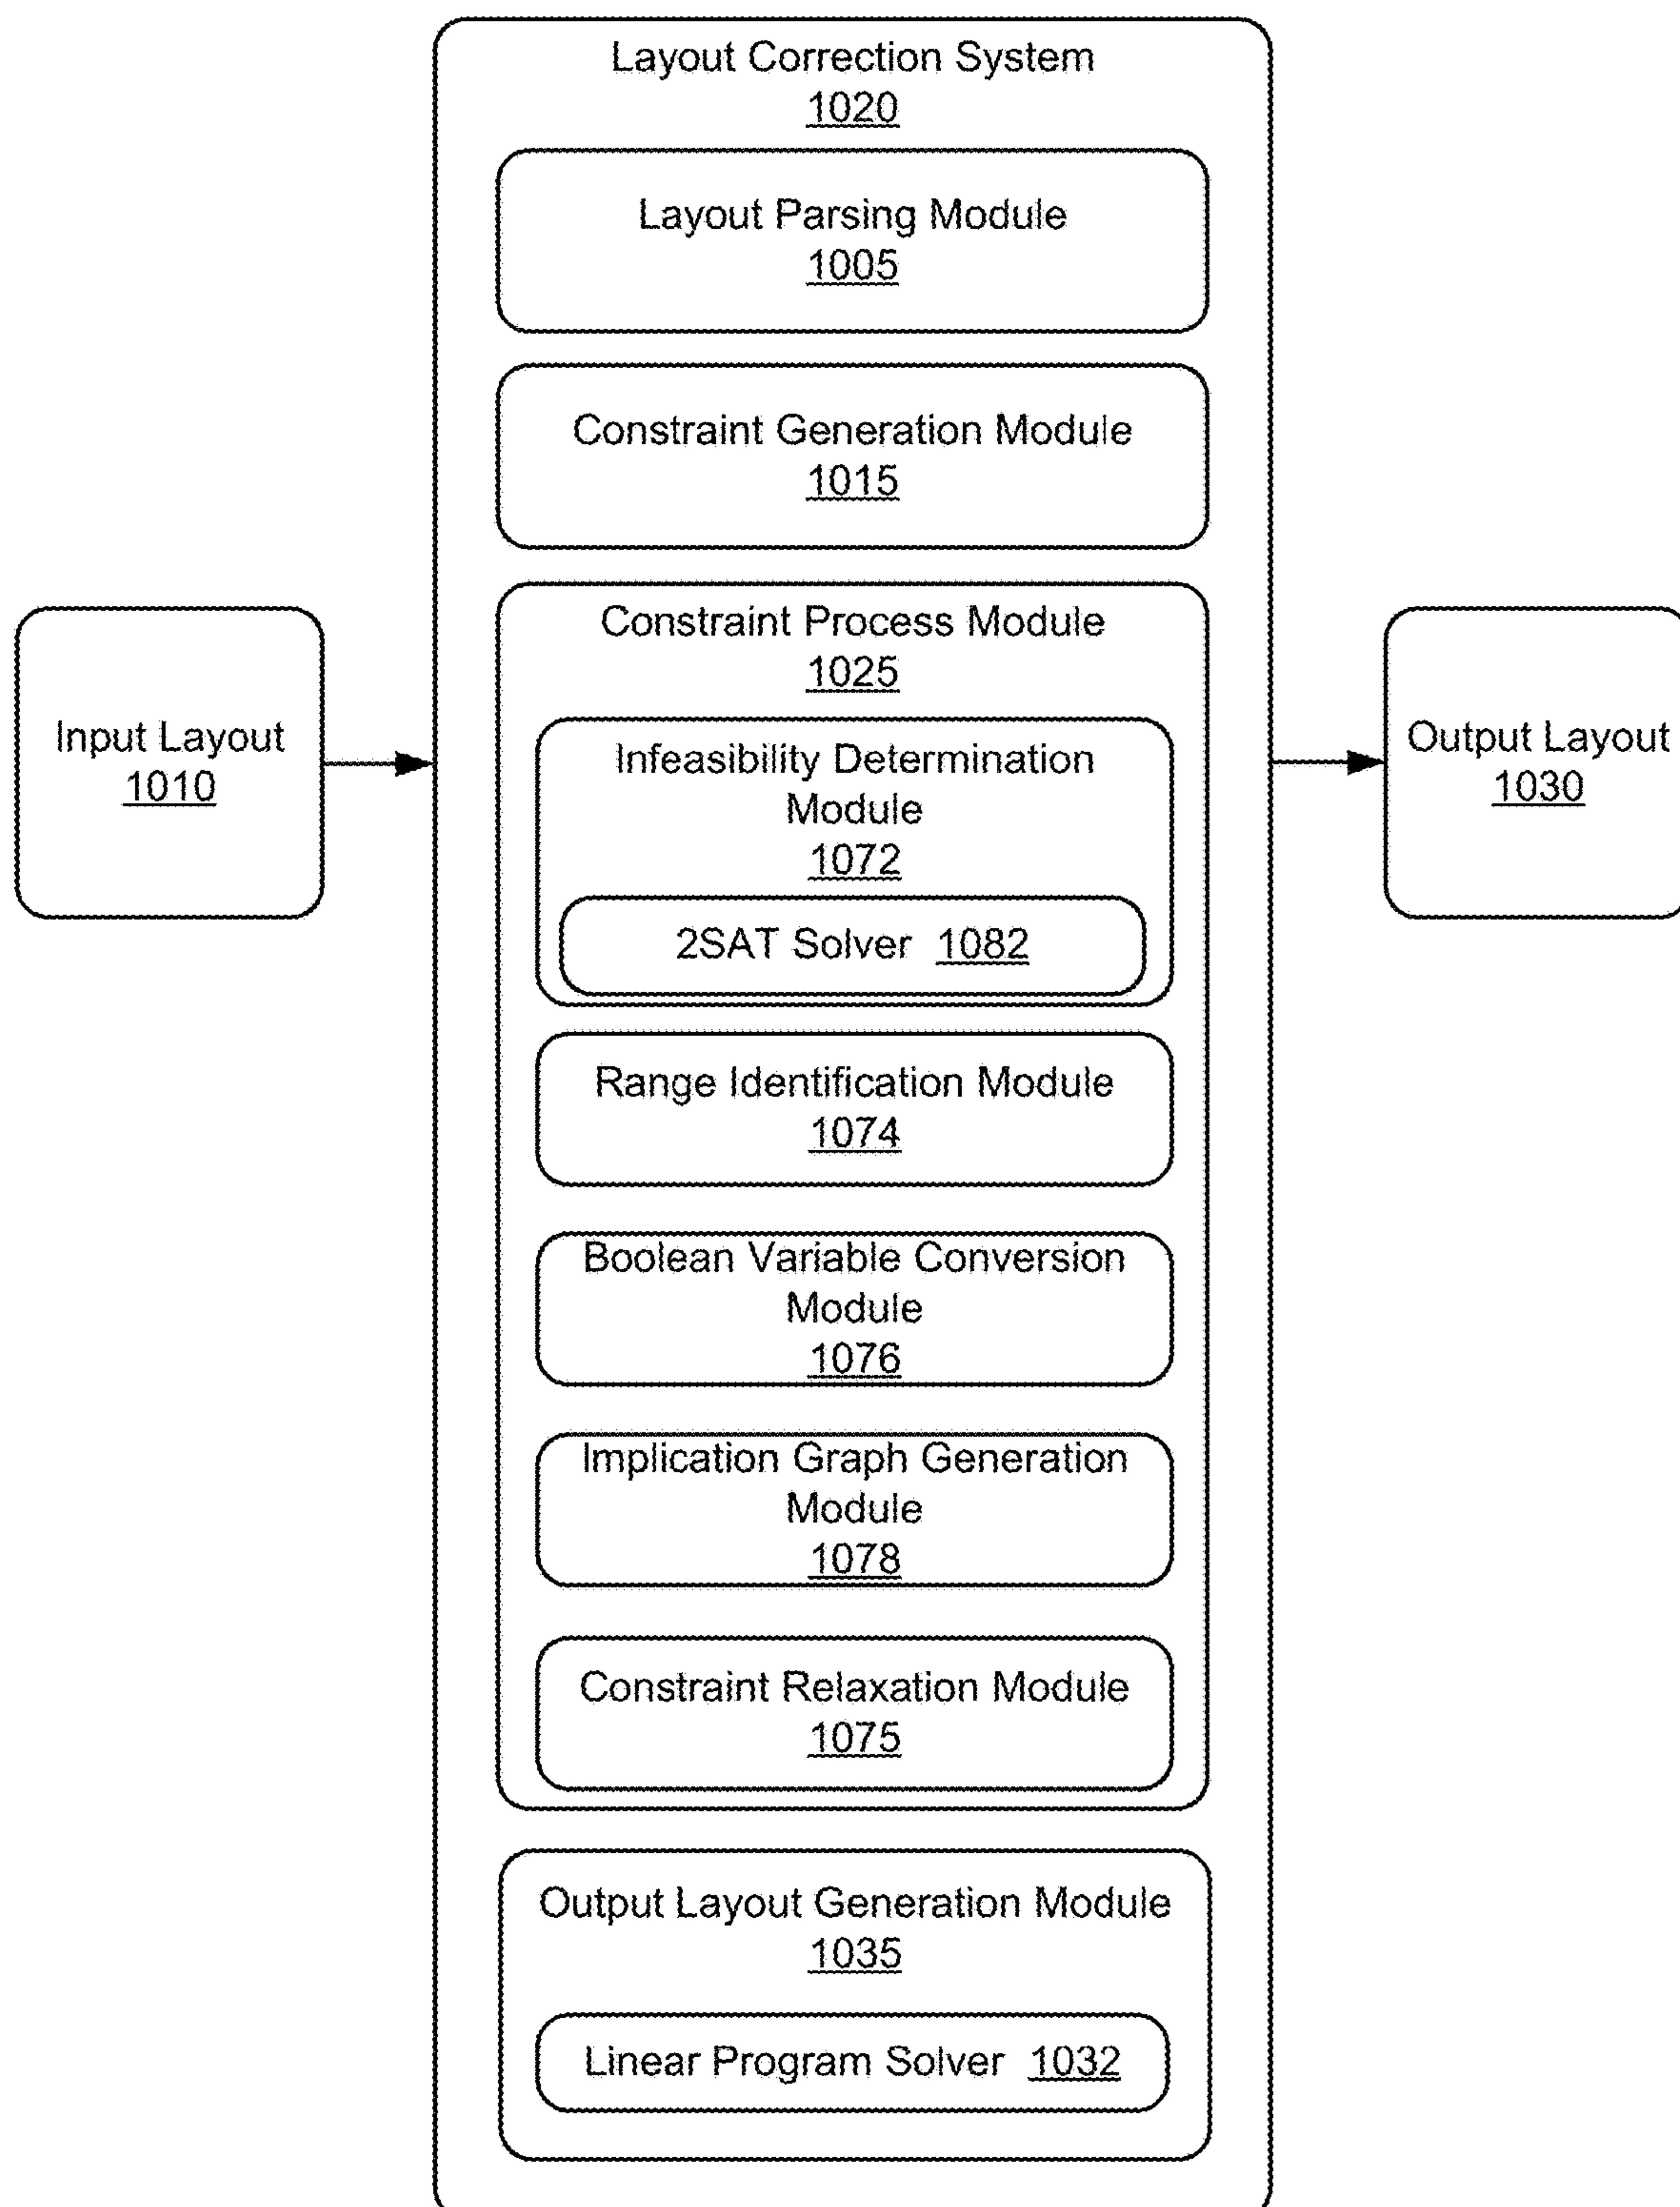 Layout Correction System
1020
Layout Parsing Module
1005
Constraint Generation Module
1015
Input Layout
1010
Constraint Process Module
1025
Infeasibility Determination
Module
1072
2SAT Solver 1082
Range Identification Module
1074
Boolean Variable Conversion
Module
1076
Implication Graph Generation
Module
1078
Constraint Relaxation Module
1075
Output Layout Generation Module
1035
Linear Program Solver 1032
Output Layout
1030